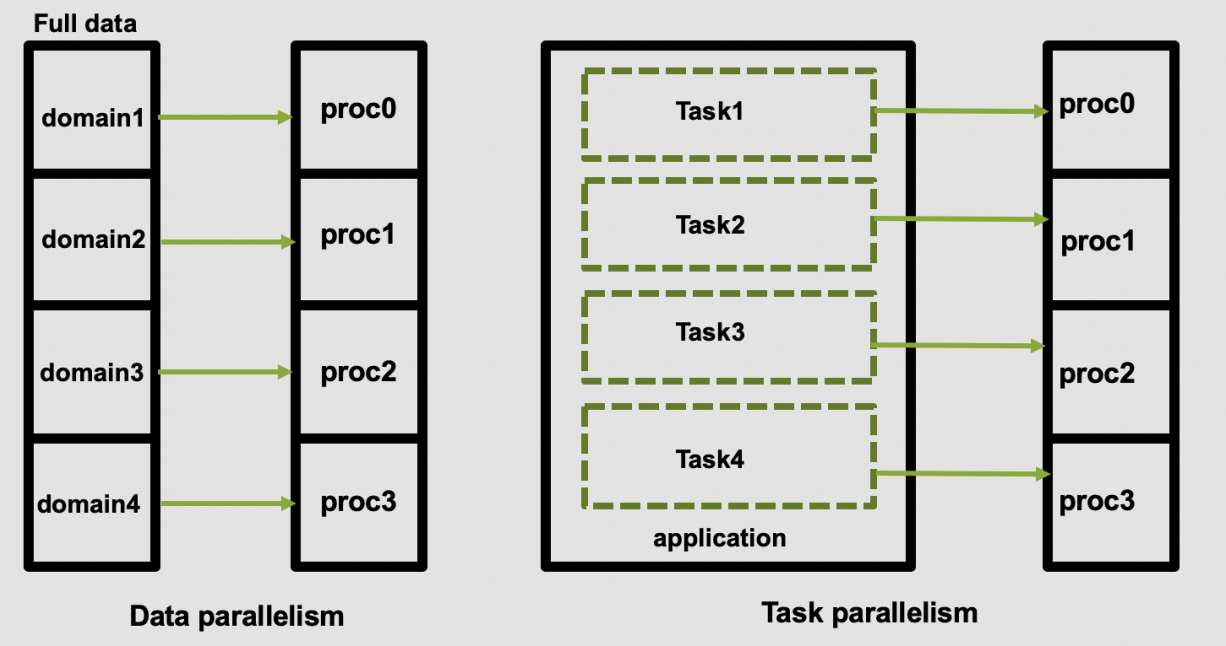 Full data
domain1
proc0
domain2
proc1
domain3
proc2
domain4
proc3
Data parallelism
Task1
proc0
Task2
proc1
Task3
proc2
Task4
proc3
application
Task parallelism